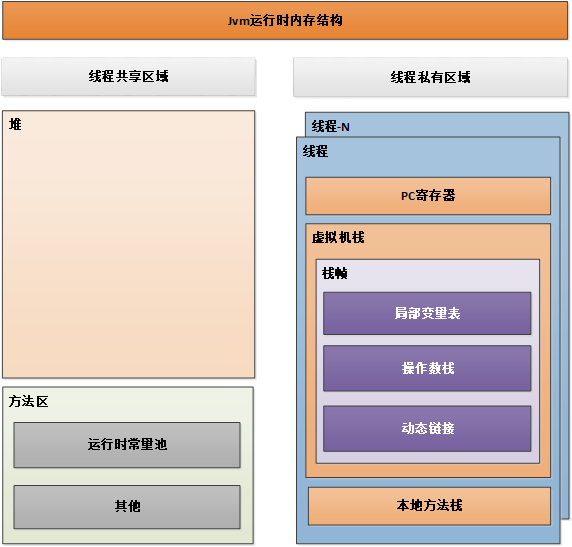 Jvm运行时内存结构
线程共享区域
线程私有区域
堆
方法区
运行时常量池
其他
线程-N
线程
PC寄存器
虚拟机栈
栈帧
局部变量表
操作数栈
动态链接
本地方法栈